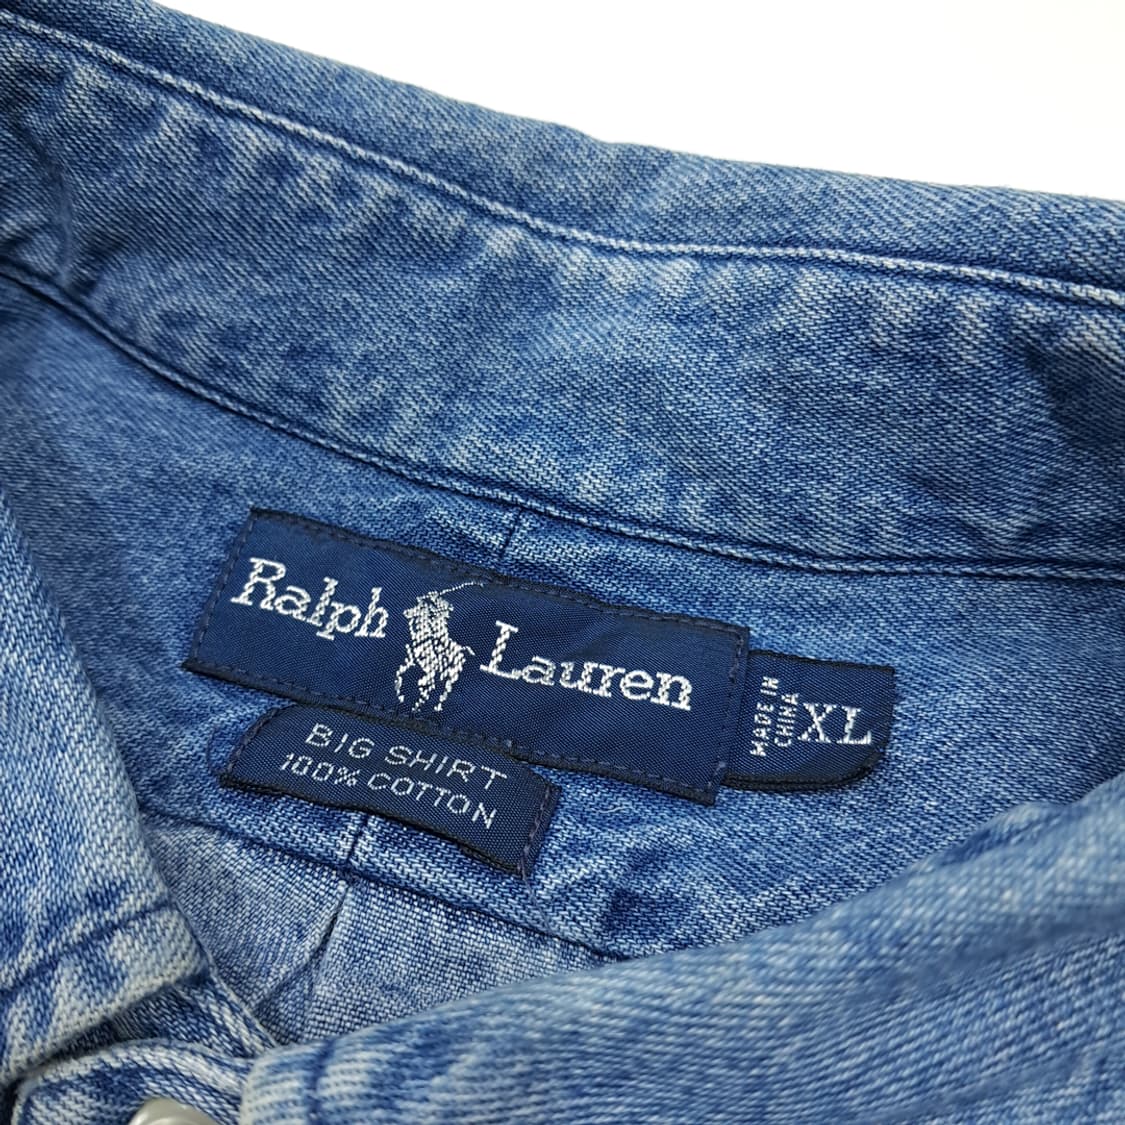 Ralph Lauren
MADE IN
CHINA
XL
BIG SHIRT
100% COTTON